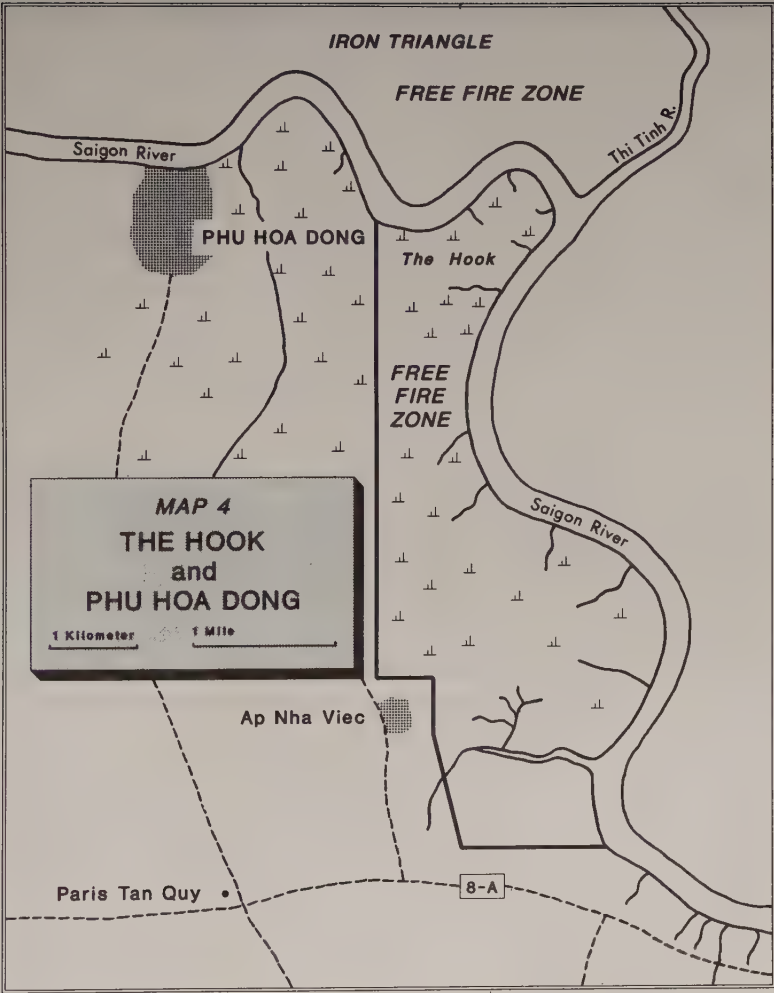 IRON TRIANGLE
FREE FIRE ZONE
Thi Tinh R.
Saigon River
PHU HOA DONG
The Hook
FREE
FIRE
ZONE
MAP 4
THE HOOK
and
PHU HOA DONG
1 Kilometer
1 Mile
Saigon River
Ap Nha Viec
Paris Tan Quy
8-A